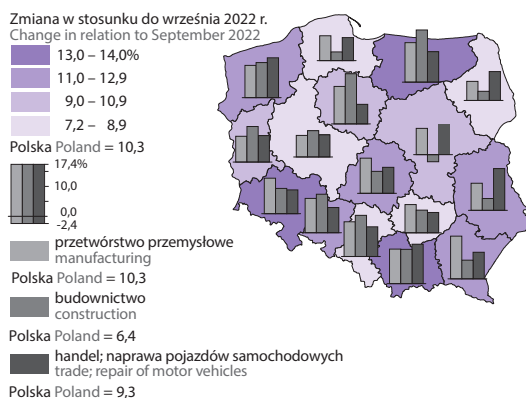 Zmiana w stosunku do września 2022 r.
Change in relation to September 2022
13,0 – 14,0%
11,0 – 12,9
9,0 – 10,9
7,2 – 8,9
Polska Poland = 10,3
17,4%
10,0
0,0
-2,4
przetwórstwo przemysłowe
manufacturing
Polska Poland = 10,3
budownictwo
construction
Polska Poland = 6,4
handel; naprawa pojazdów samochodowych
trade; repair of motor vehicles
Polska Poland = 9,3